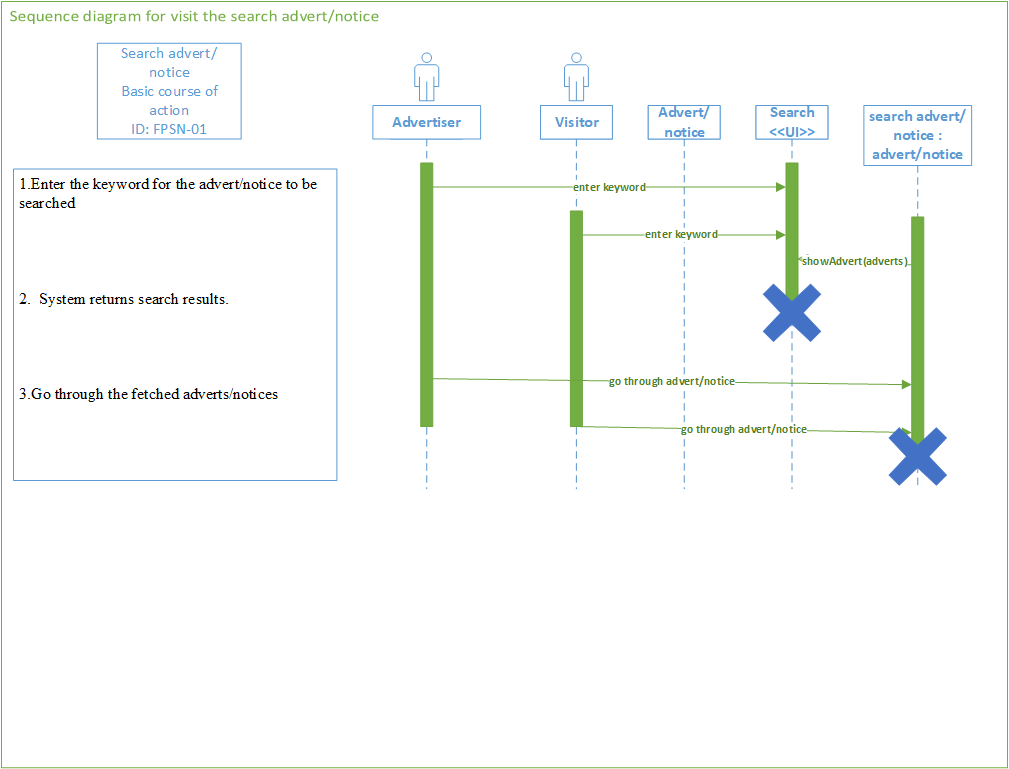 Sequence diagram for visit the search advert/notice
Search advert/
notice
Basic course of
action
ID: FPSN-01
Advertiser
Visitor
Advert/
notice
Search
<<UI>>
search advert/
notice :
advert/notice
1.Enter the keyword for the advert/notice to be
searched
2. System returns search results.
3.Go through the fetched adverts/notices
enter keyword
enter keyword
showAdvert(adverts)
go through advert/notice
go through advert/notice